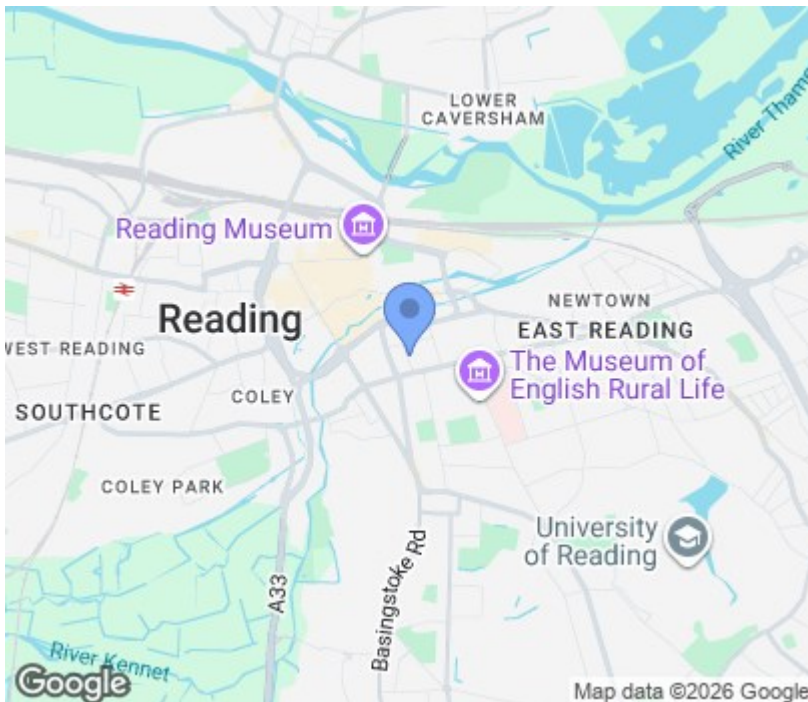 LOWER
CAVERSHAM
River Thames
Reading Museum
NEWTOWN
Reading
EAST READING
WEST READING
The Museum of
English Rural Life
COLEY
SOUTHCOTE
COLEY PARK
University
of Reading
Basingstoke Rd
A33
River Kennet
Google
Map data ©2026 Google